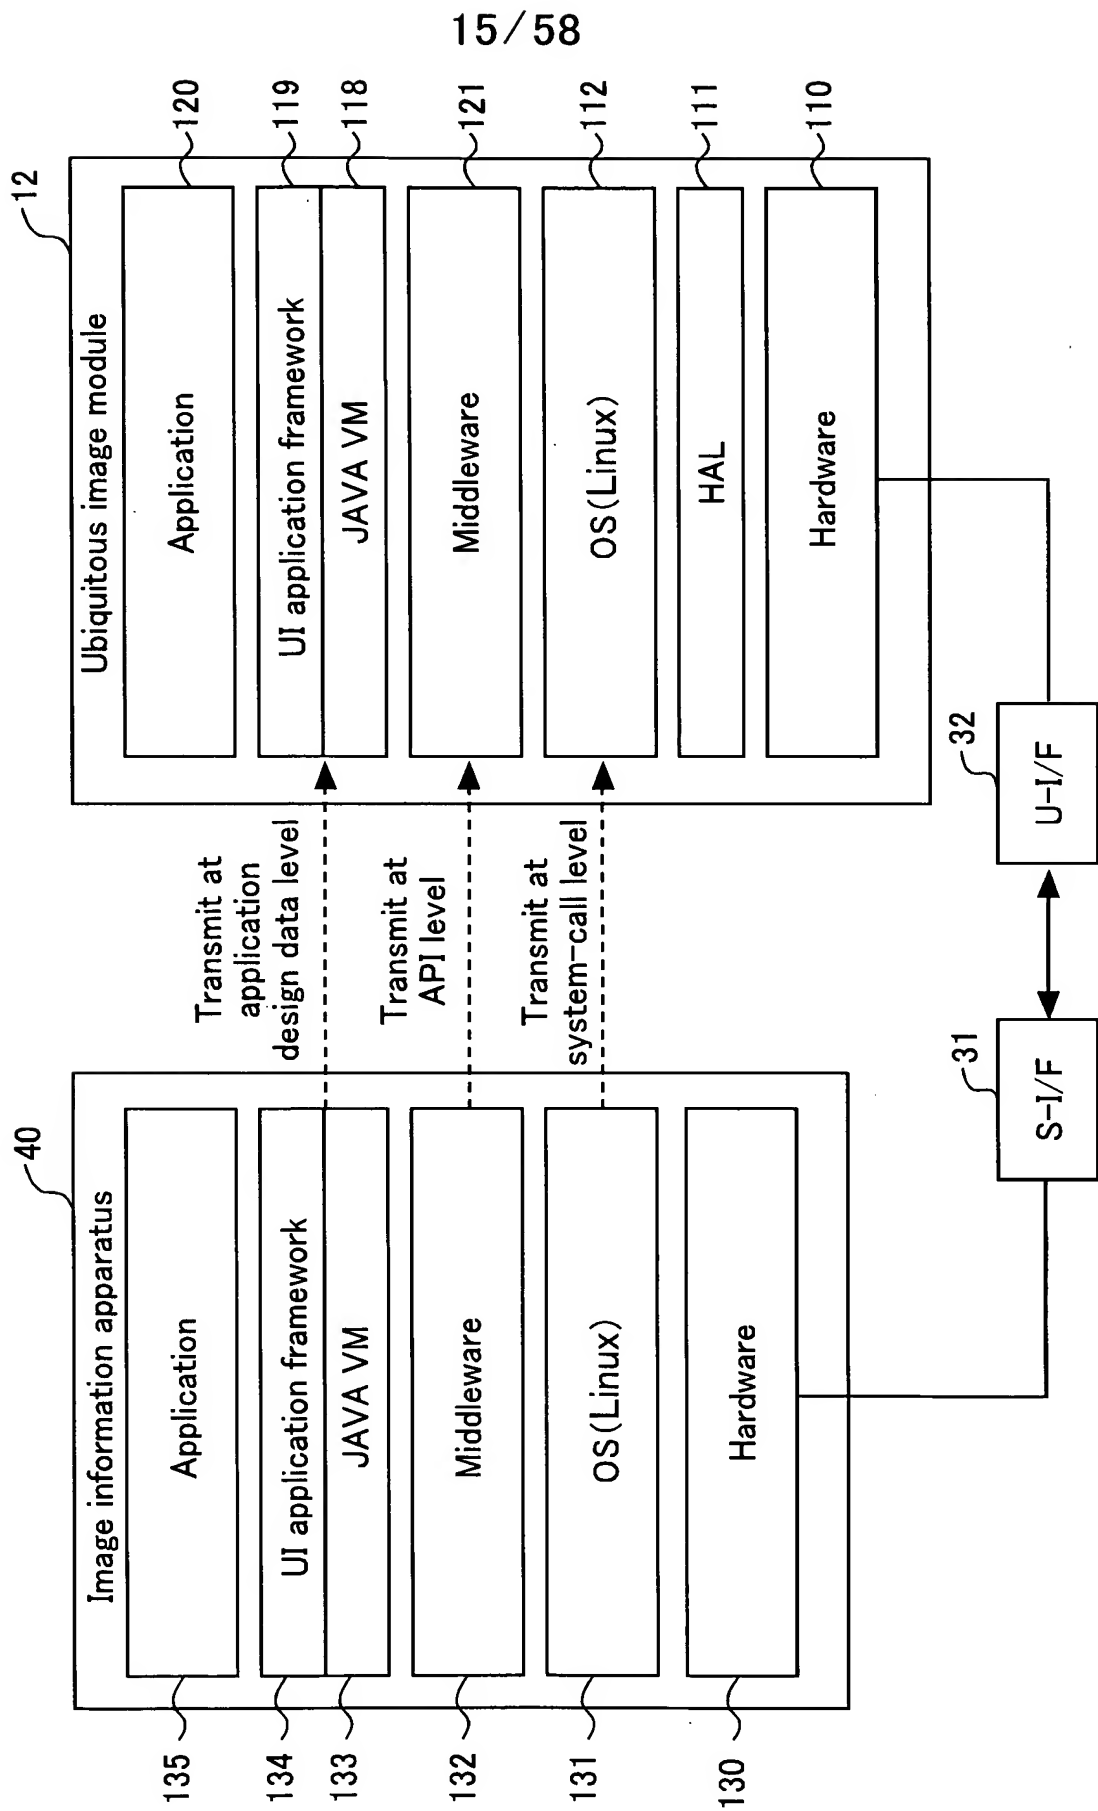 15/58
40
Image information apparatus
Application
UI application framework
JAVA VM
Middleware
OS(Linux)
Hardware
135
134
133
132
131
130
Transmit at
application
design data level
Transmit at
API level
Transmit at
system-call level
12
Ubiquitous image module
Application
UI application framework
JAVA VM
Middleware
OS(Linux)
HAL
Hardware
120
119
118
121
112
111
110
31
S-I/F
32
U-I/F